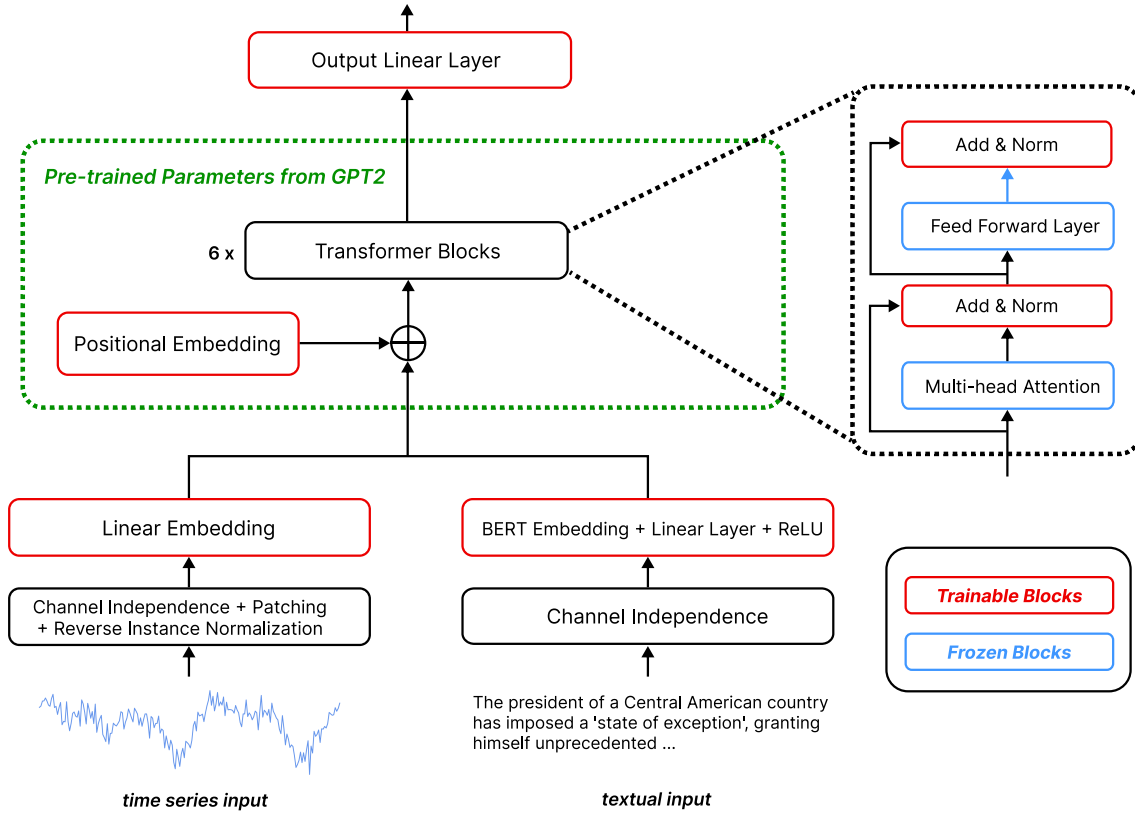 Output Linear Layer
Pre-trained Parameters from GPT2
6 x
Transformer Blocks
Positional Embedding
Add & Norm
Feed Forward Layer
Add & Norm
Multi-head Attention
Linear Embedding
BERT Embedding + Linear Layer + ReLU
Channel Independence + Patching
+ Reverse Instance Normalization
Channel Independence
The president of a Central American country
has imposed a 'state of exception', granting
himself unprecedented ...
time series input
textual input
Trainable Blocks
Frozen Blocks